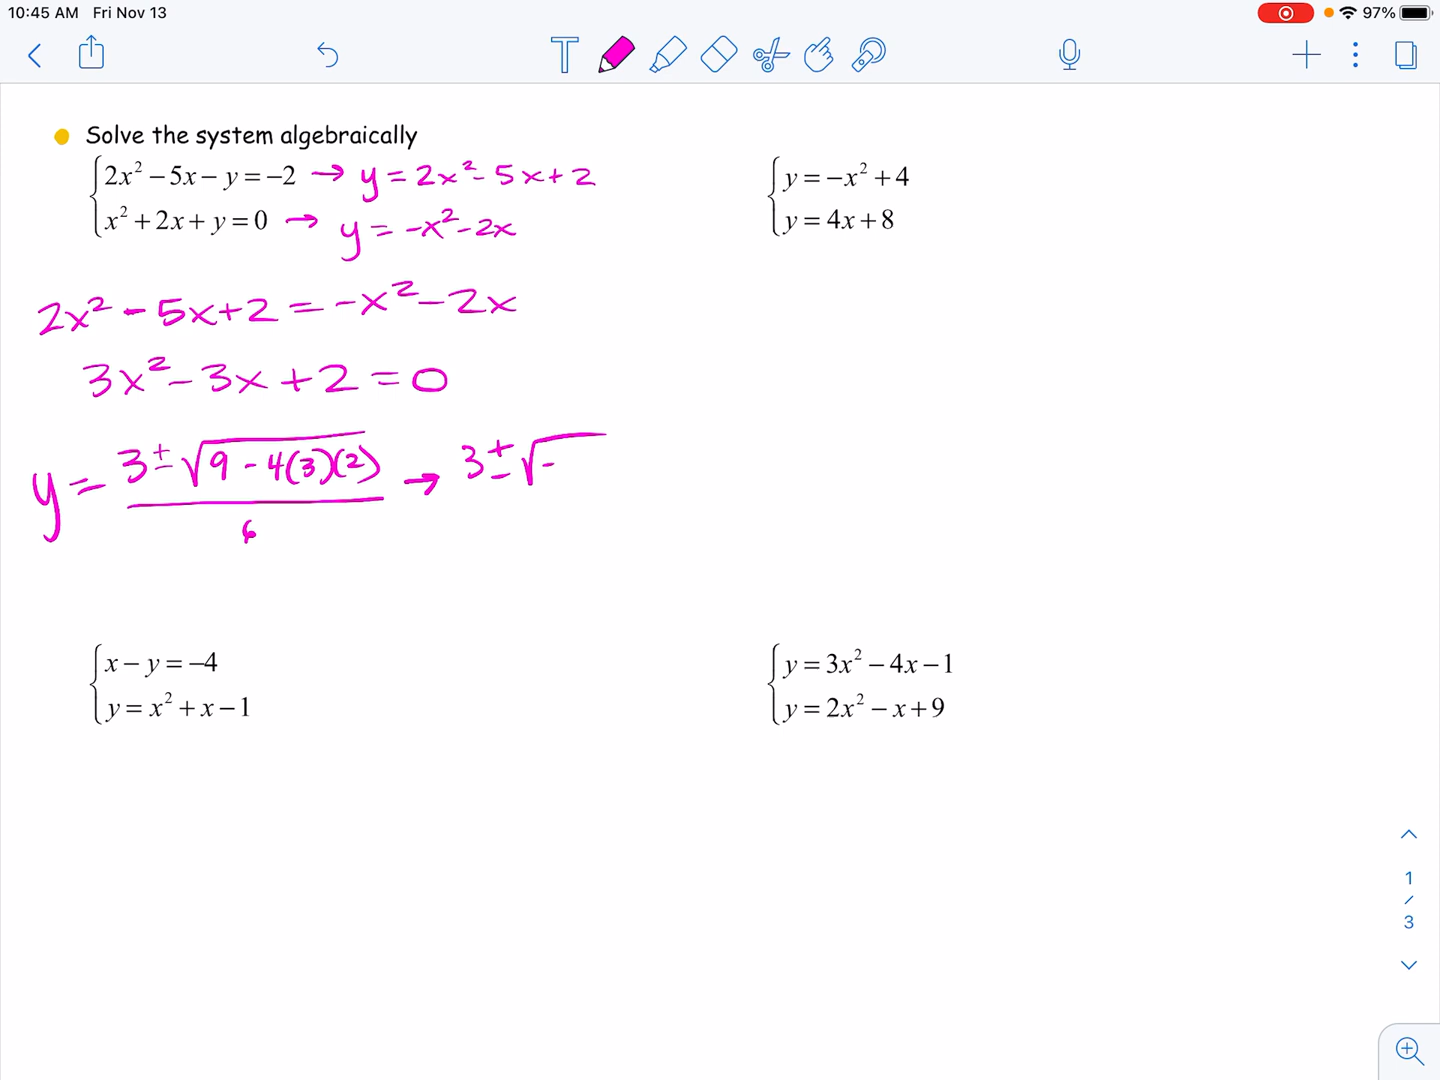 10:45 AM Fri Nov 13
97%
T
Solve the system algebraically
2x² − 5x − y = −2 → y = 2x² - 5x + 2
x² + 2x + y = 0 → y = -x² - 2x
y = −x² + 4
y = 4x + 8
2x² - 5x + 2 = -x² - 2x
3x² - 3x + 2 = 0
y = 3 ± √9 - 4(3)(2) → 3 ± √-
6
x − y = −4
y = x² + x − 1
y = 3x² − 4x − 1
y = 2x² − x + 9
1
/
3